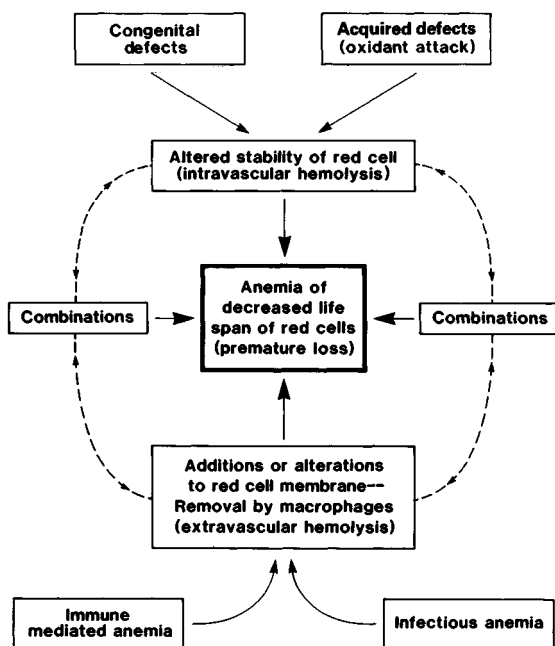 Congenital
defects
Acquired defects
(oxidant attack)
Altered stability of red cell
(intravascular hemolysis)
Anemia of
decreased life
span of red cells
(premature loss)
Combinations
Combinations
Additions or alterations
to red cell membrane--
Removal by macrophages
(extravascular hemolysis)
Immune
mediated anemia
Infectious anemia